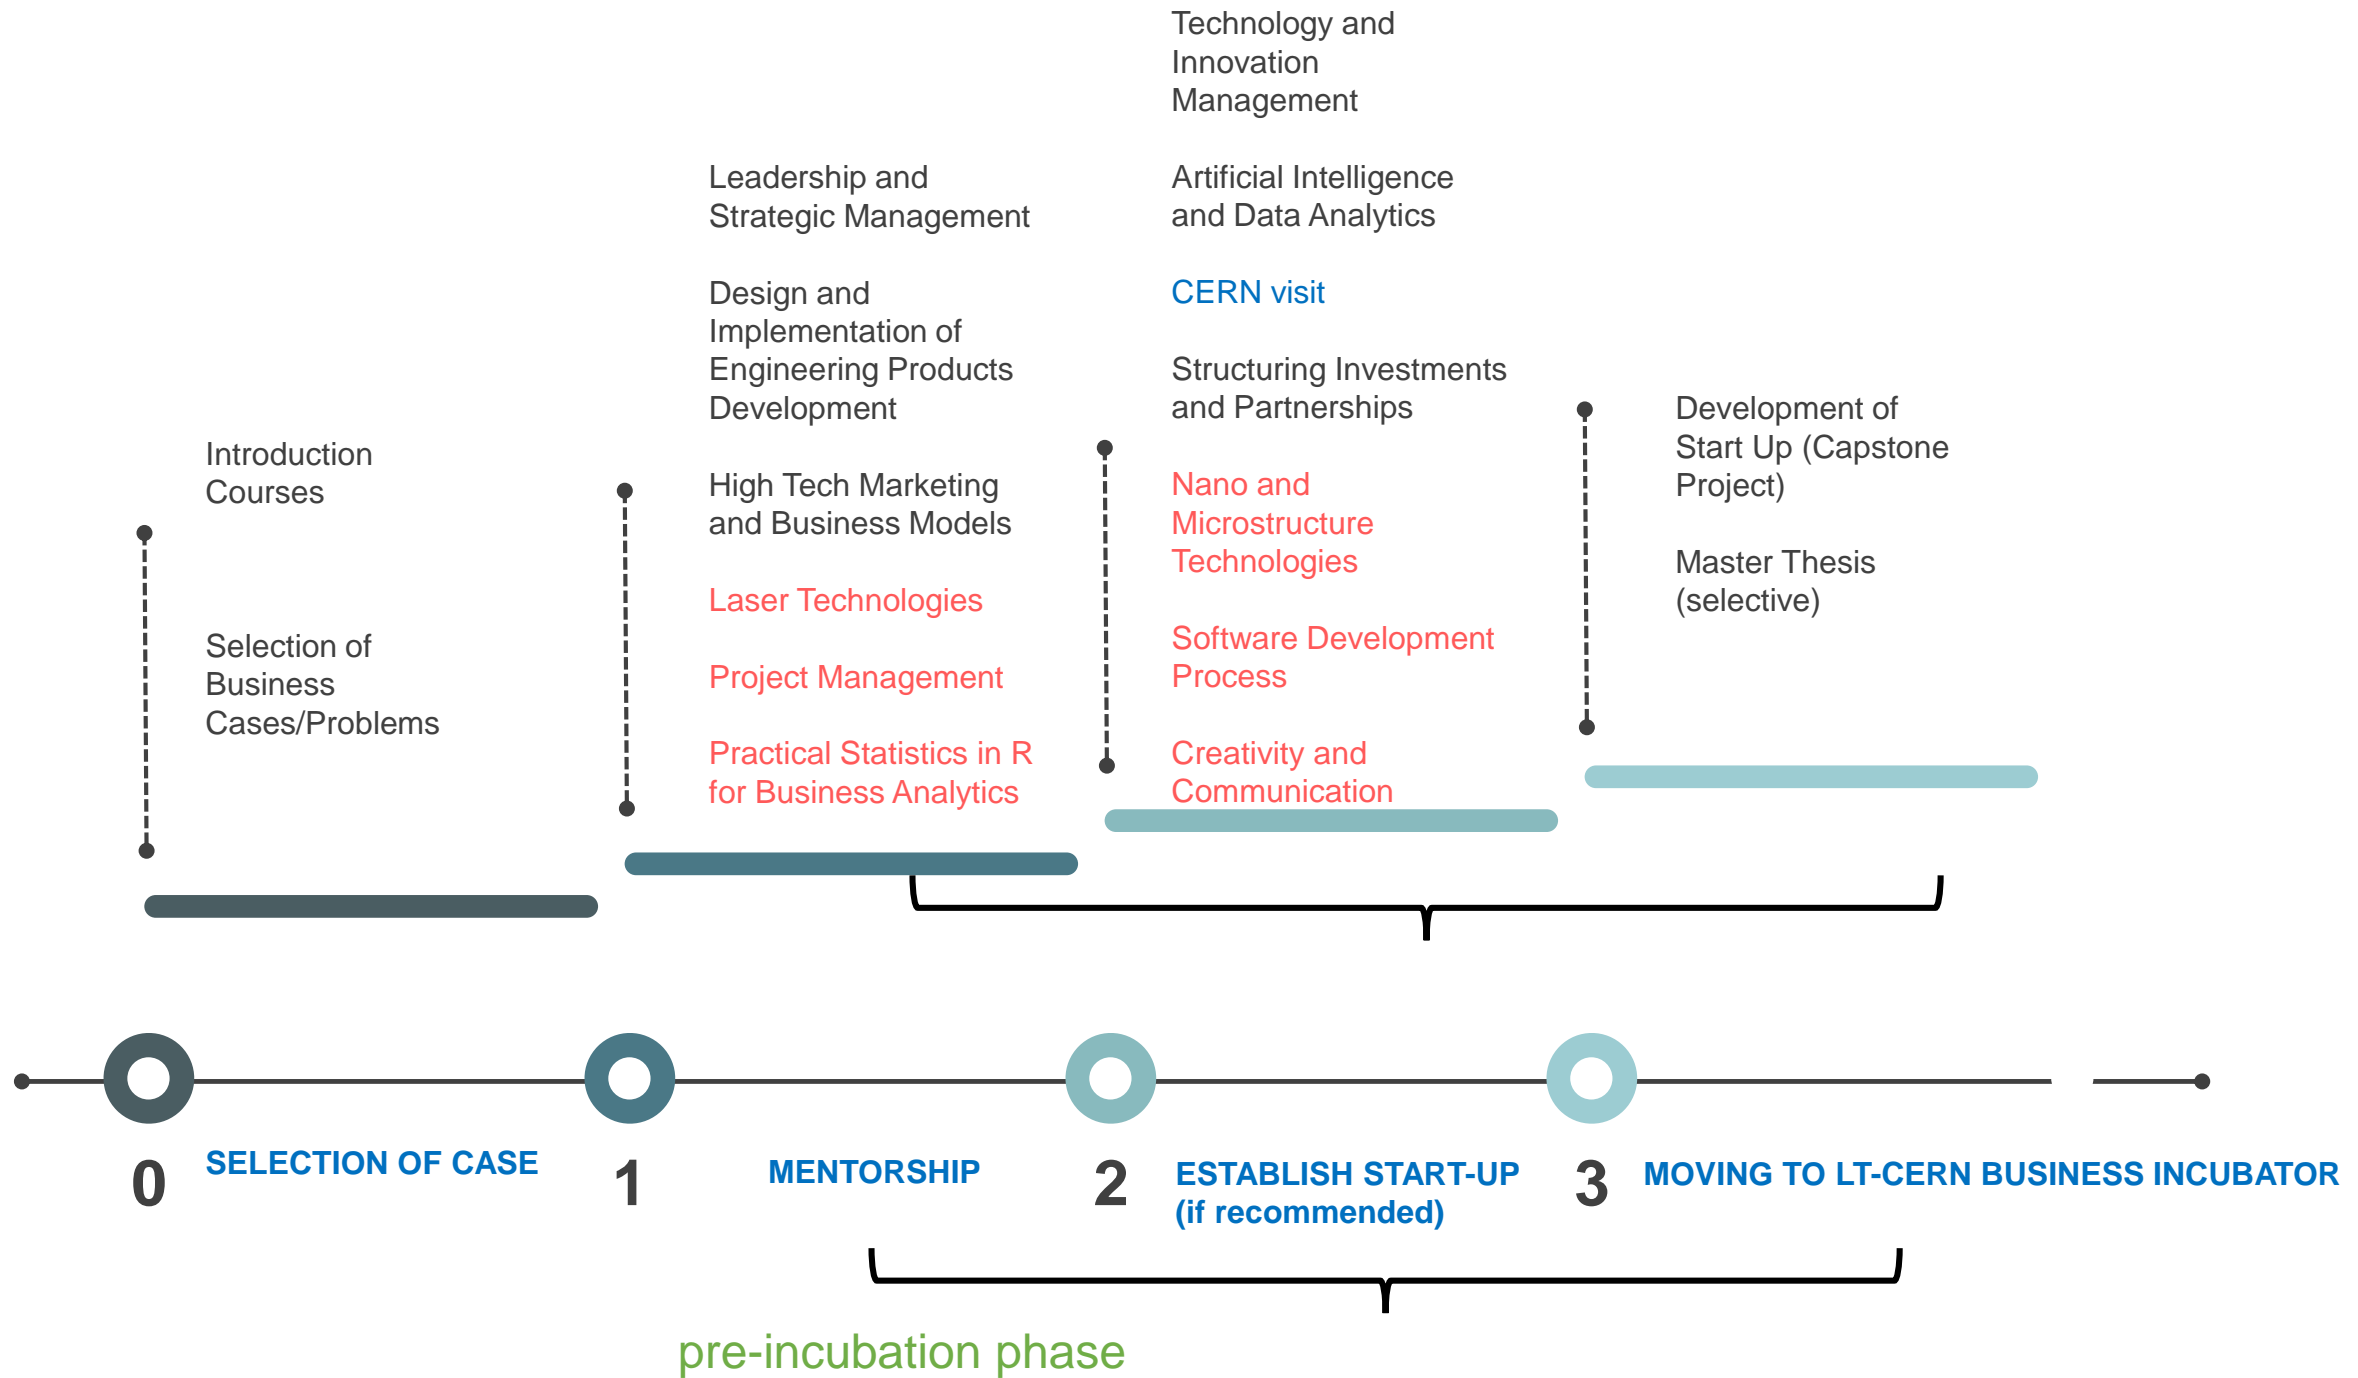 Introduction
Courses
Selection of
Business
Cases/Problems
Leadership and
Strategic Management
Design and
Implementation of
Engineering Products
Development
High Tech Marketing
and Business Models
Laser Technologies
Project Management
Practical Statistics in R
for Business Analytics
Technology and
Innovation
Management
Artificial Intelligence
and Data Analytics
CERN visit
Structuring Investments
and Partnerships
Nano and
Microstructure
Technologies
Software Development
Process
Creativity and
Communication
Development of
Start Up (Capstone
Project)
Master Thesis
(selective)
0
SELECTION OF CASE
1
MENTORSHIP
2
ESTABLISH START-UP
(if recommended)
3
MOVING TO LT-CERN BUSINESS INCUBATOR
pre-incubation phase